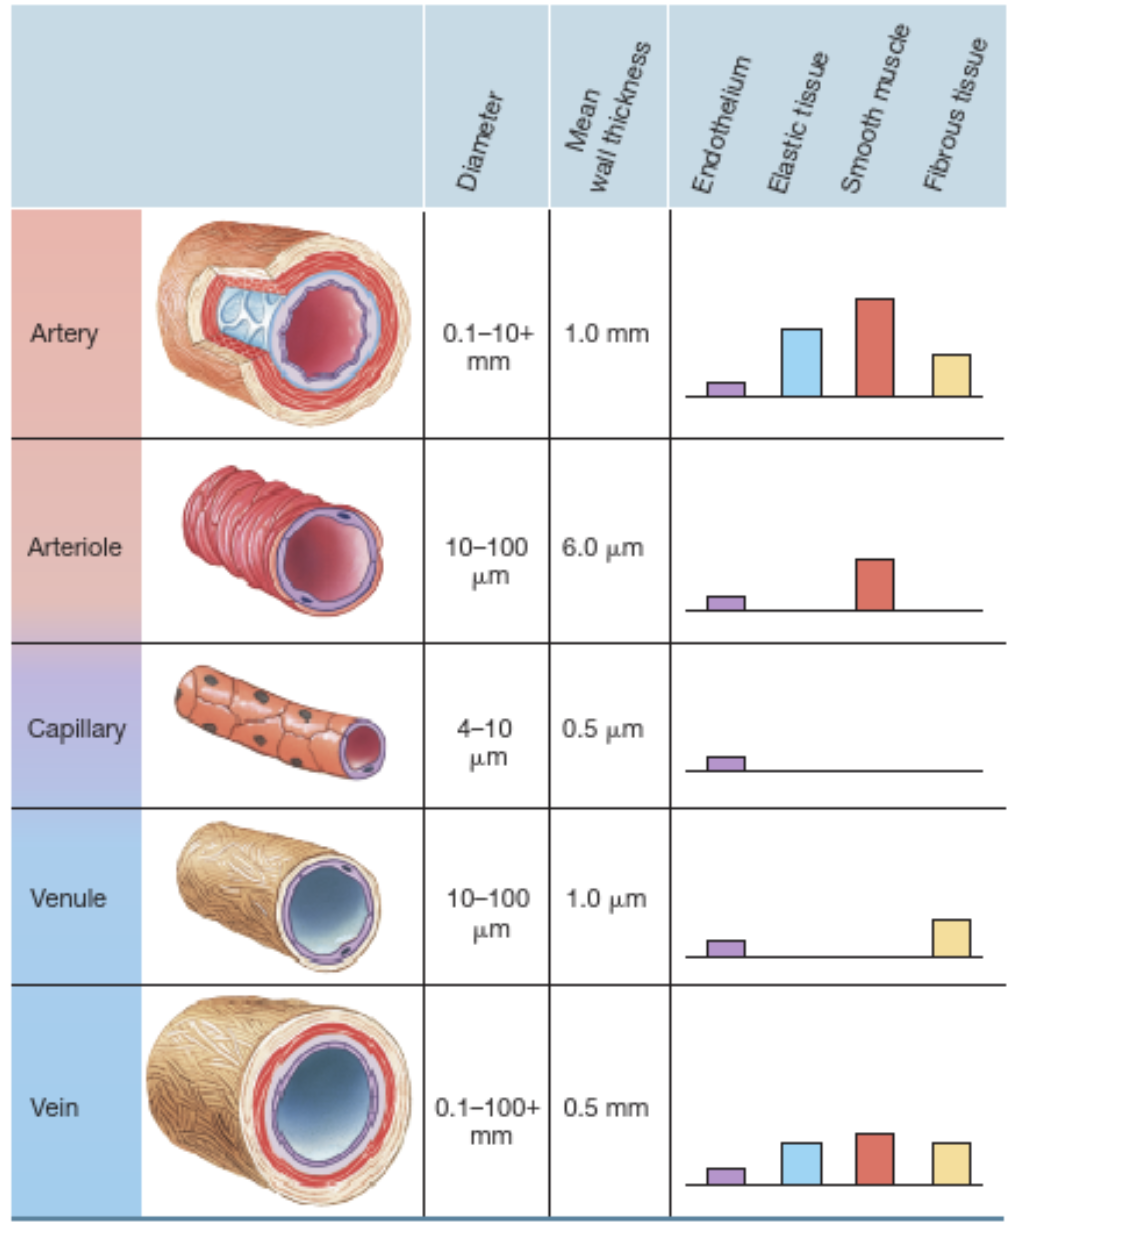 Diameter
Mean
wall thickness
Endothelium
Elastic tissue
Smooth muscle
Fibrous tissue
Artery
0.1–10+
mm
1.0 mm
Arteriole
10–100
μm
6.0 μm
Capillary
4–10
μm
0.5 μm
Venule
10–100
μm
1.0 μm
Vein
0.1–100+
mm
0.5 mm